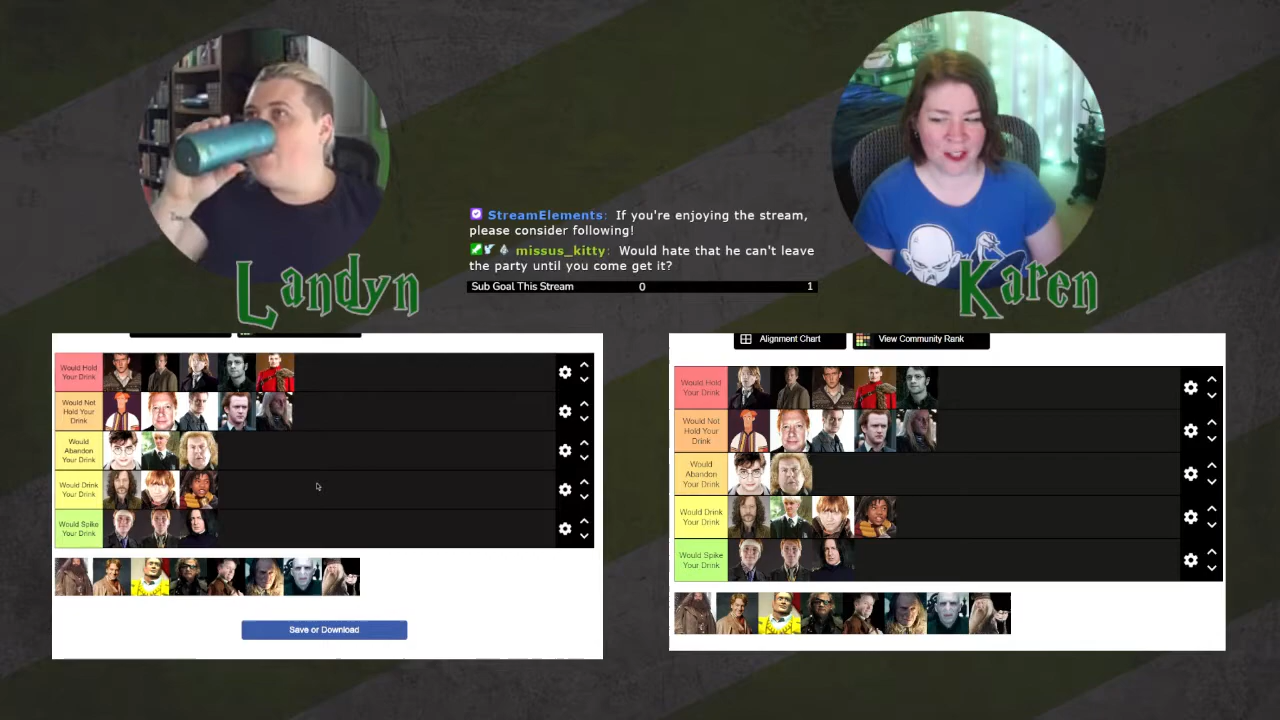 StreamElements: If you're enjoying the stream,
please consider following!
missus_kitty: Would hate that he can't leave
the party until you come get it?
Sub Goal This Stream 0 1
Landyn
Karen
Would Hold
Your Drink
Would Not
Hold Your
Drink
Would
Abandon
Your Drink
Would Drink
Your Drink
Would Spike
Your Drink
Save or Download
Alignment Chart
View Community Rank
Would Hold
Your Drink
Would Not
Hold Your
Drink
Would
Abandon
Your Drink
Would Drink
Your Drink
Would Spike
Your Drink